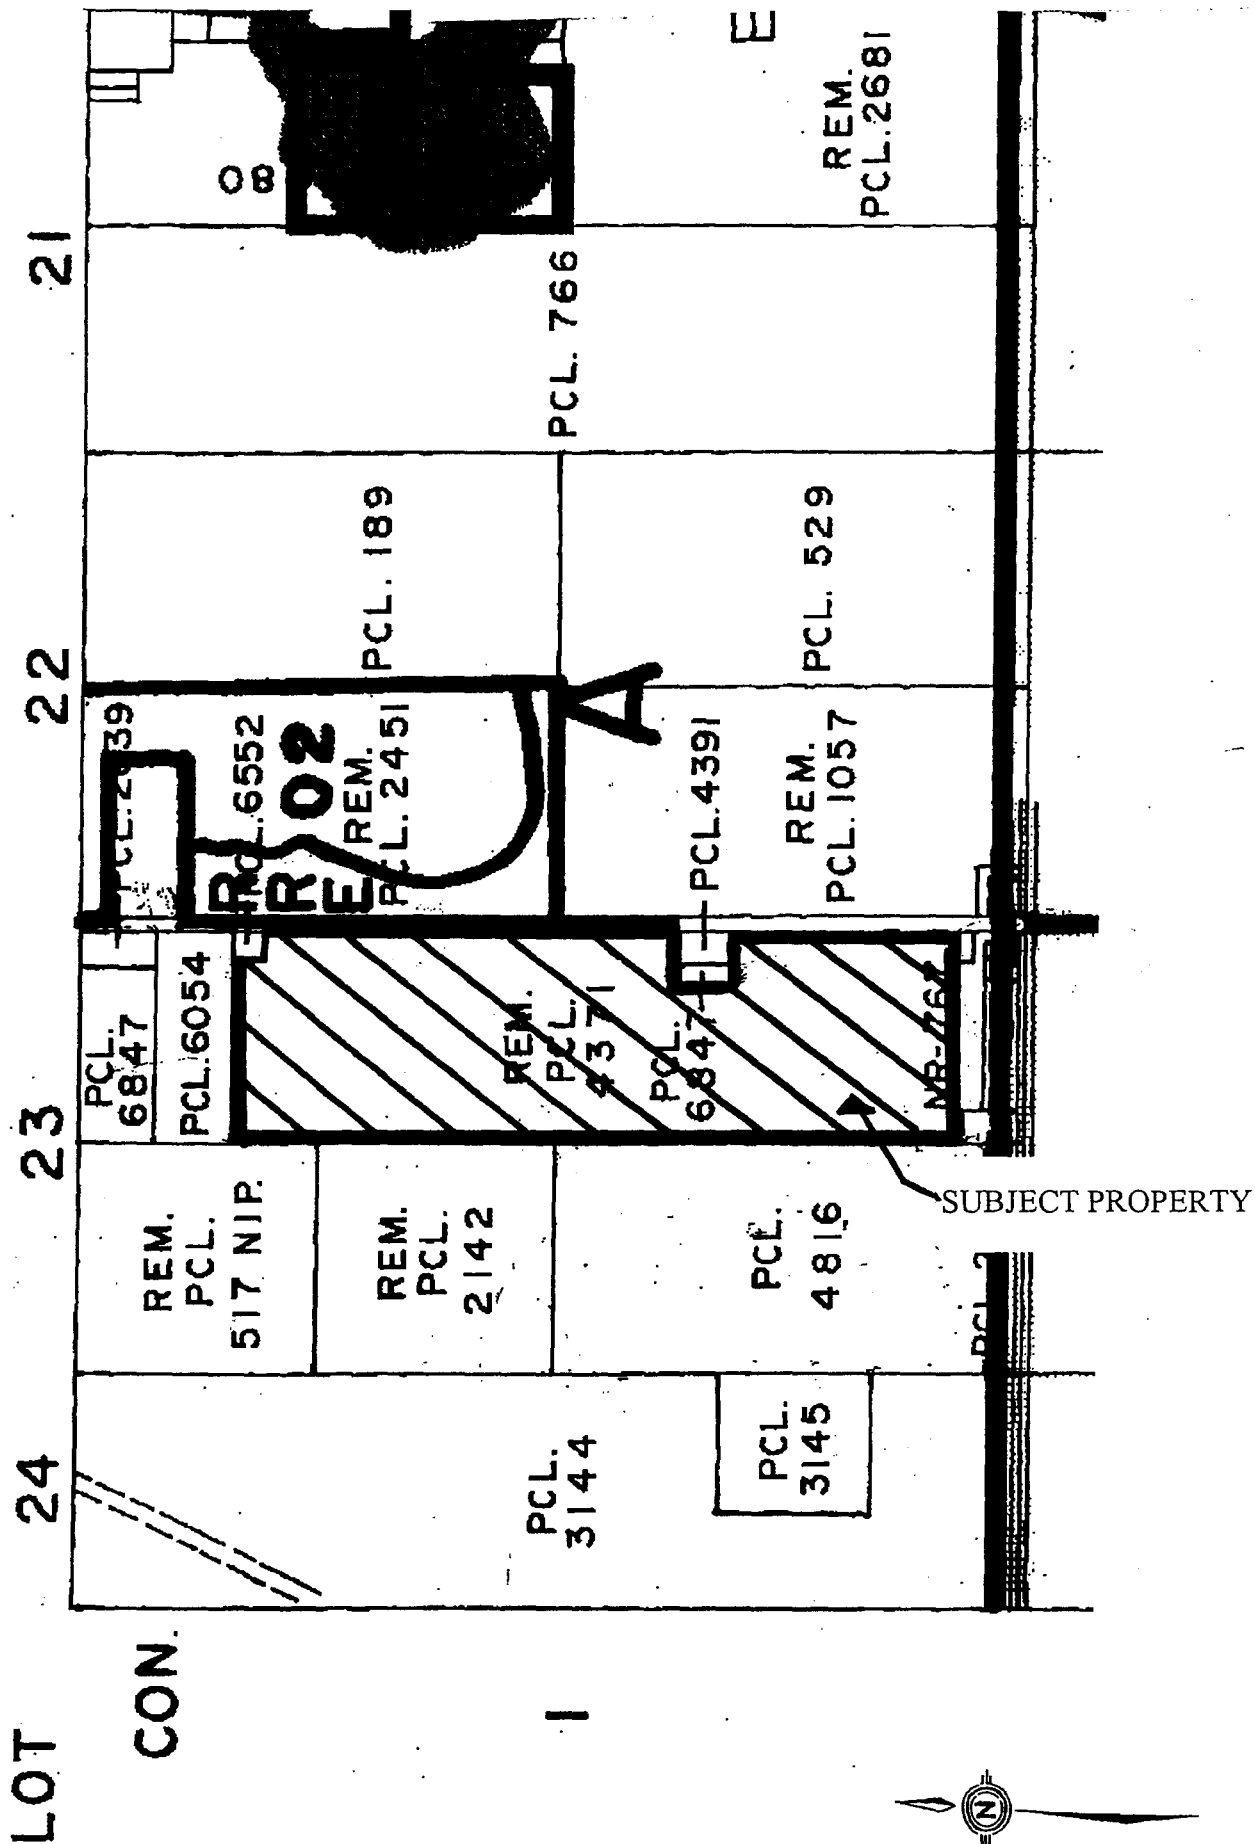 LOT
24
23
22
21
CON.
I
PCL.
3144
PCL.
3145
REM.
PCL.
517 NIP.
REM.
PCL.
2142
PCL.
4816
PCL.
6847
PCL.6054
REM.
PCL.
4371
PCL.
6847
SUBJECT PROPERTY
PCL.6552
R
R 02
E
REM.
PCL. 2451
A
PCL.4391
REM.
PCL.1057
PCL. 189
PCL. 529
PCL. 766
08
REM.
PCL.2681
E
N